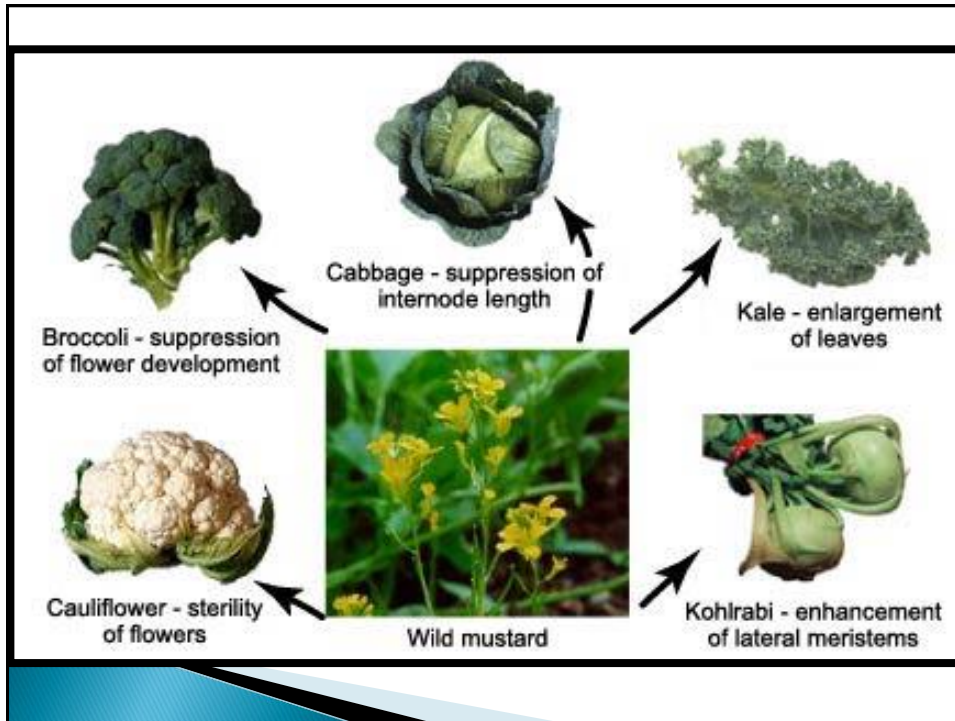 Cabbage - suppression of
internode length
Broccoli - suppression
of flower development
Kale - enlargement
of leaves
Cauliflower - sterility
of flowers
Wild mustard
Kohlrabi - enhancement
of lateral meristems